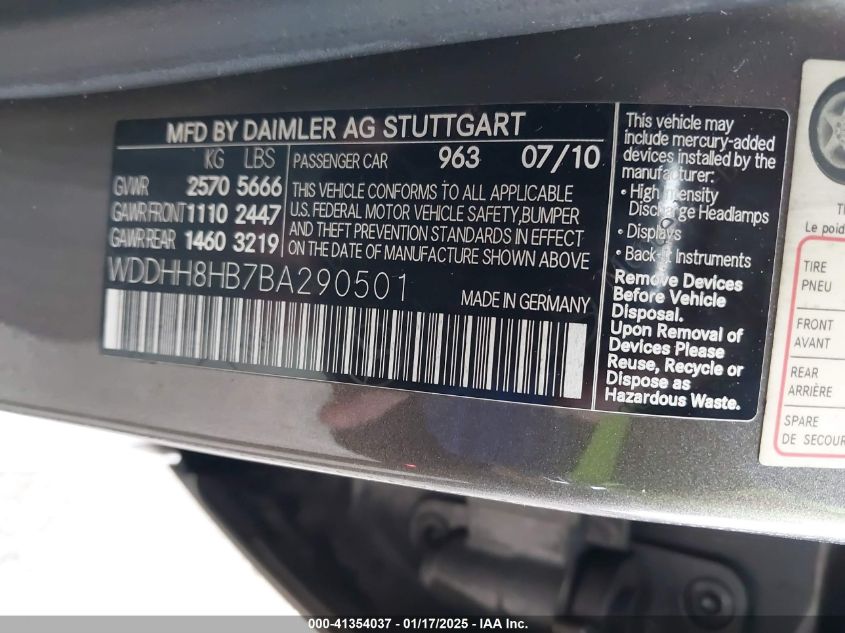 MFD BY DAIMLER AG STUTTGART
KG LBS
GVWR 2570 5666
GAWR FRONT 1110 2447
GAWR REAR 1460 3219
PASSENGER CAR 963 07/10
THIS VEHICLE CONFORMS TO ALL APPLICABLE
U.S. FEDERAL MOTOR VEHICLE SAFETY,BUMPER
AND THEFT PREVENTION STANDARDS IN EFFECT
ON THE DATE OF MANUFACTURE SHOWN ABOVE
WDDHH8HB7BA290501
MADE IN GERMANY
This vehicle may
include mercury-added
devices installed by the
manufacturer:
• High Intensity
Discharge Headlamps
• Displays
• Back-lit Instruments
Remove Devices
Before Vehicle
Disposal.
Upon Removal of
Devices Please
Reuse, Recycle or
Dispose as
Hazardous Waste.
Le poid
TIRE
PNEU
FRONT
AVANT
REAR
ARRIÈRE
SPARE
DE SECOUR
000-41354037 - 01/17/2025 - IAA Inc.